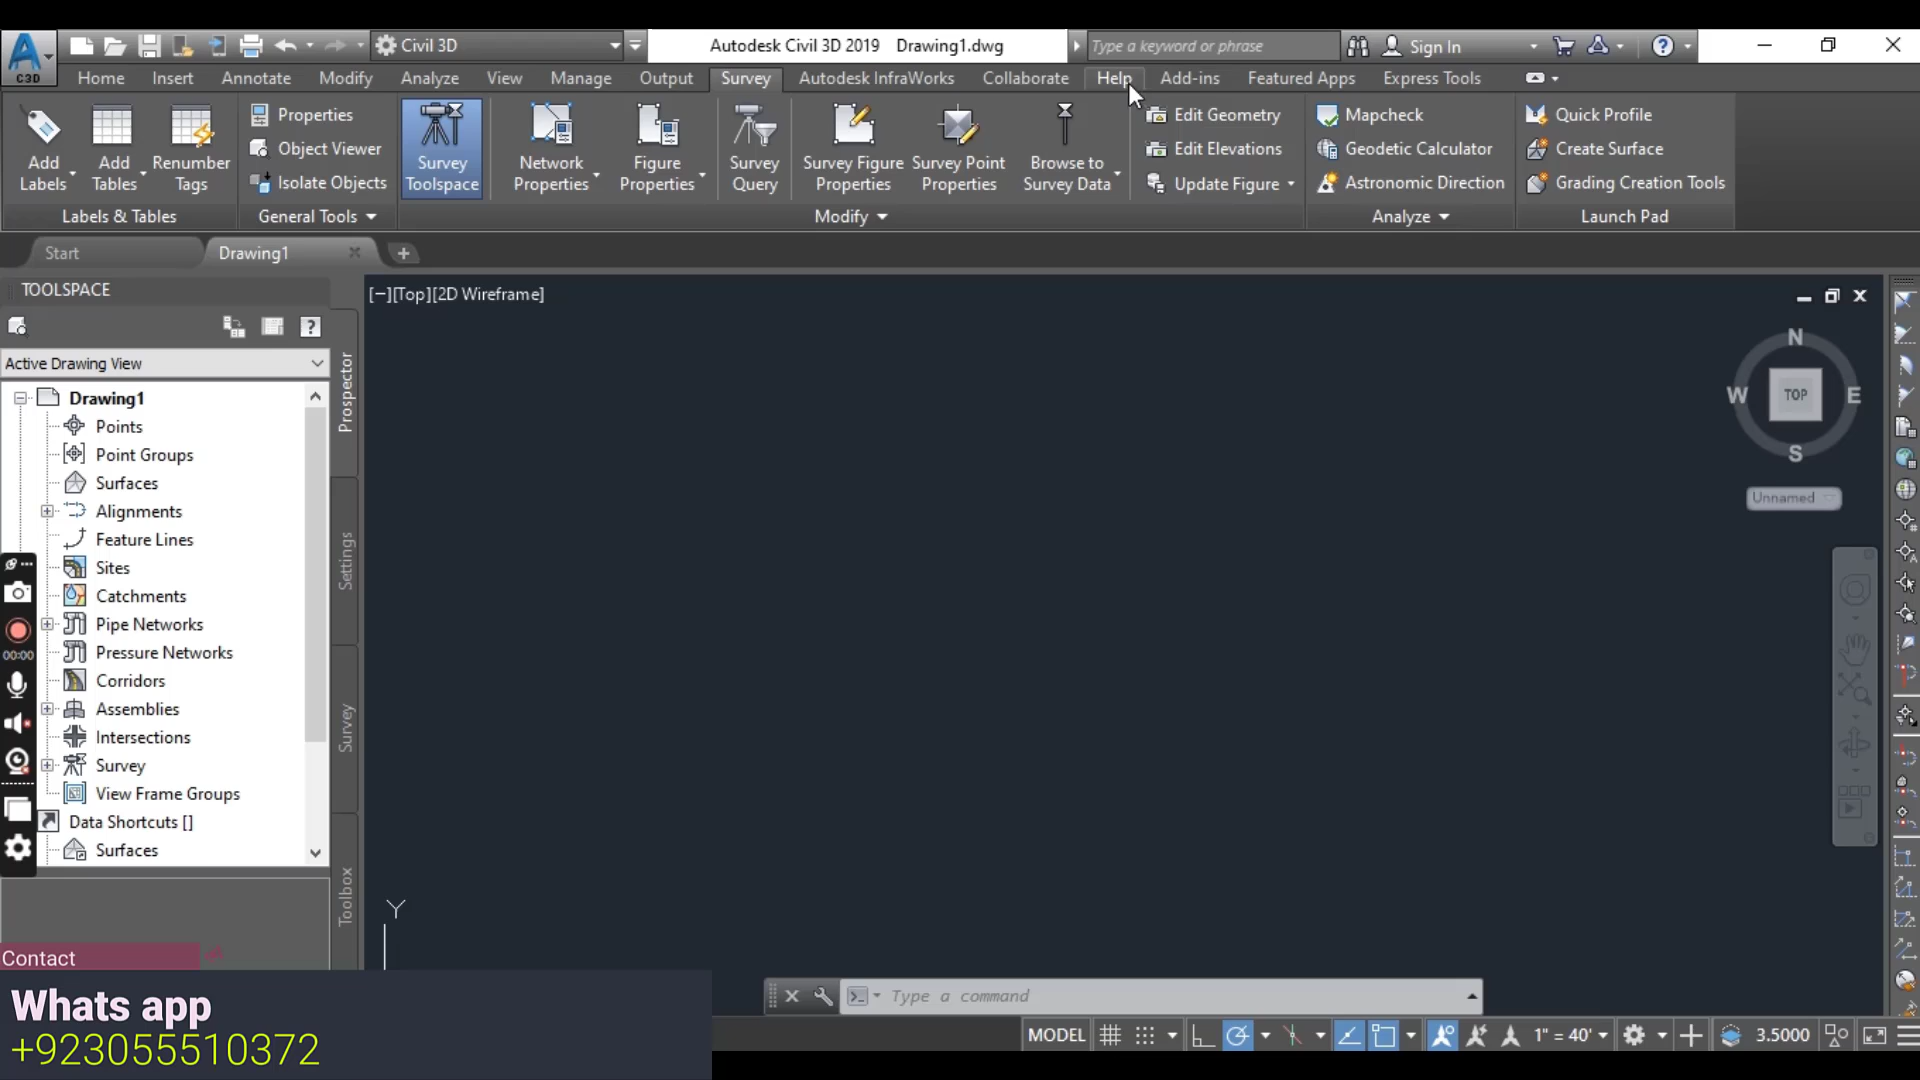 C3D
Civil 3D
Autodesk Civil 3D 2019 Drawing1.dwg
Type a keyword or phrase
Sign In
Home Insert Annotate Modify Analyze View Manage Output Survey Autodesk InfraWorks Collaborate Help Add-ins Featured Apps Express Tools
Add Labels
Add Tables
Renumber Tags
Labels & Tables
Properties
Object Viewer
Isolate Objects
General Tools
Survey Toolspace
Network Properties
Figure Properties
Survey Query
Survey Figure Properties
Survey Point Properties
Browse to Survey Data
Edit Geometry
Edit Elevations
Update Figure
Modify
Mapcheck
Geodetic Calculator
Astronomic Direction
Analyze
Quick Profile
Create Surface
Grading Creation Tools
Launch Pad
Start
Drawing1
TOOLSPACE
[−][Top][2D Wireframe]
Active Drawing View
Drawing1
Points
Point Groups
Surfaces
Alignments
Feature Lines
Sites
Catchments
Pipe Networks
Pressure Networks
Corridors
Assemblies
Intersections
Survey
View Frame Groups
Data Shortcuts []
Surfaces
Prospector
Settings
Survey
Toolbox
00:00
N
W
TOP
E
S
Unnamed
Y
Contact
Whats app
+923055510372
Type a command
MODEL
1" = 40'
3.5000